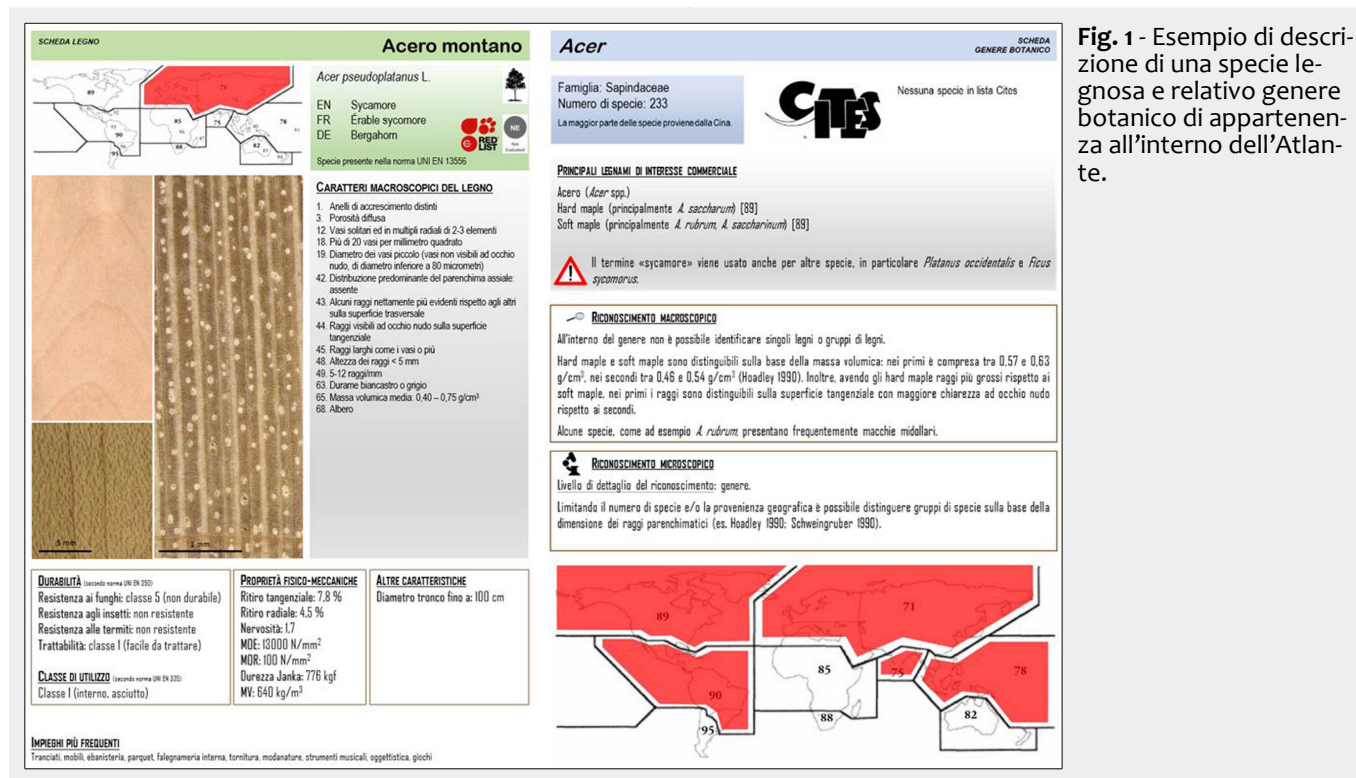 SCHEDA LEGNO
Acero montano
89
71
85
75
78
90
88
82
95
Acer pseudoplatanus L.
EN Sycamore
FR Érable sycomore
DE Bergahorn
RED LIST
NE
Not Evaluated
Specie presente nella norma UNI EN 13556
CARATTERI MACROSCOPICI DEL LEGNO
1. Anelli di accrescimento distinti
3. Porosità diffusa
12. Vasi solitari ed in multipli radiali di 2-3 elementi
18. Più di 20 vasi per millimetro quadrato
19. Diametro dei vasi piccolo (vasi non visibili ad occhio
nudo, di diametro inferiore a 80 micrometri)
42. Distribuzione predominante del parenchima assiale:
assente
43. Alcuni raggi nettamente più evidenti rispetto agli altri
sulla superficie trasversale
44. Raggi visibili ad occhio nudo sulla superficie
tangenziale
45. Raggi larghi come i vasi o più
48. Altezza dei raggi < 5 mm
49. 5-12 raggi/mm
63. Durame biancastro o grigio
65. Massa volumica media: 0,40 – 0,75 g/cm³
68. Albero
5 mm
1 mm
DURABILITÀ (secondo norma UNI EN 350)
Resistenza ai funghi: classe 5 (non durabile)
Resistenza agli insetti: non resistente
Resistenza alle termiti: non resistente
Trattabilità: classe 1 (facile da trattare)
CLASSE DI UTILIZZO (secondo norma UNI EN 335)
Classe I (interno, asciutto)
PROPRIETÀ FISICO-MECCANICHE
Ritiro tangenziale: 7,8 %
Ritiro radiale: 4,5 %
Nervosità: 1,7
MOE: 13000 N/mm²
MOR: 100 N/mm²
Durezza Janka: 776 kgf
MV: 640 kg/m³
ALTRE CARATTERISTICHE
Diametro tronco fino a: 100 cm
IMPIEGHI PIÙ FREQUENTI
Tranciati, mobili, ebanisteria, parquet, falegnameria interna, tornitura, modanature, strumenti musicali, oggettistica, giochi
Acer
SCHEDA
GENERE BOTANICO
Famiglia: Sapindaceae
Numero di specie: 233
La maggior parte delle specie proviene dalla Cina.
CITES
Nessuna specie in lista Cites
PRINCIPALI LEGNAMI DI INTERESSE COMMERCIALE
Acero (Acer spp.)
Hard maple (principalmente A. saccharum) [89]
Soft maple (principalmente A. rubrum, A. saccharinum) [89]
Il termine «sycamore» viene usato anche per altre specie, in particolare Platanus occidentalis e Ficus
sycomorus.
RICONOSCIMENTO MACROSCOPICO
All'interno del genere non è possibile identificare singoli legni o gruppi di legni.
Hard maple e soft maple sono distinguibili sulla base della massa volumica: nei primi è compresa tra 0,57 e 0,63
g/cm³, nei secondi tra 0,46 e 0,54 g/cm³ (Hoadley 1990). Inoltre, avendo gli hard maple raggi più grossi rispetto ai
soft maple, nei primi i raggi sono distinguibili sulla superficie tangenziale con maggiore chiarezza ad occhio nudo
rispetto ai secondi.
Alcune specie, come ad esempio A. rubrum, presentano frequentemente macchie midollari.
RICONOSCIMENTO MICROSCOPICO
Livello di dettaglio del riconoscimento: genere.
Limitando il numero di specie e/o la provenienza geografica è possibile distinguere gruppi di specie sulla base della
dimensione dei raggi parenchimatici (es. Hoadley 1990; Schweingruber 1990).
89
71
85
75
78
90
88
82
95
Fig. 1 - Esempio di descri-
zione di una specie le-
gnosa e relativo genere
botanico di appartenen-
za all'interno dell'Atlan-
te.